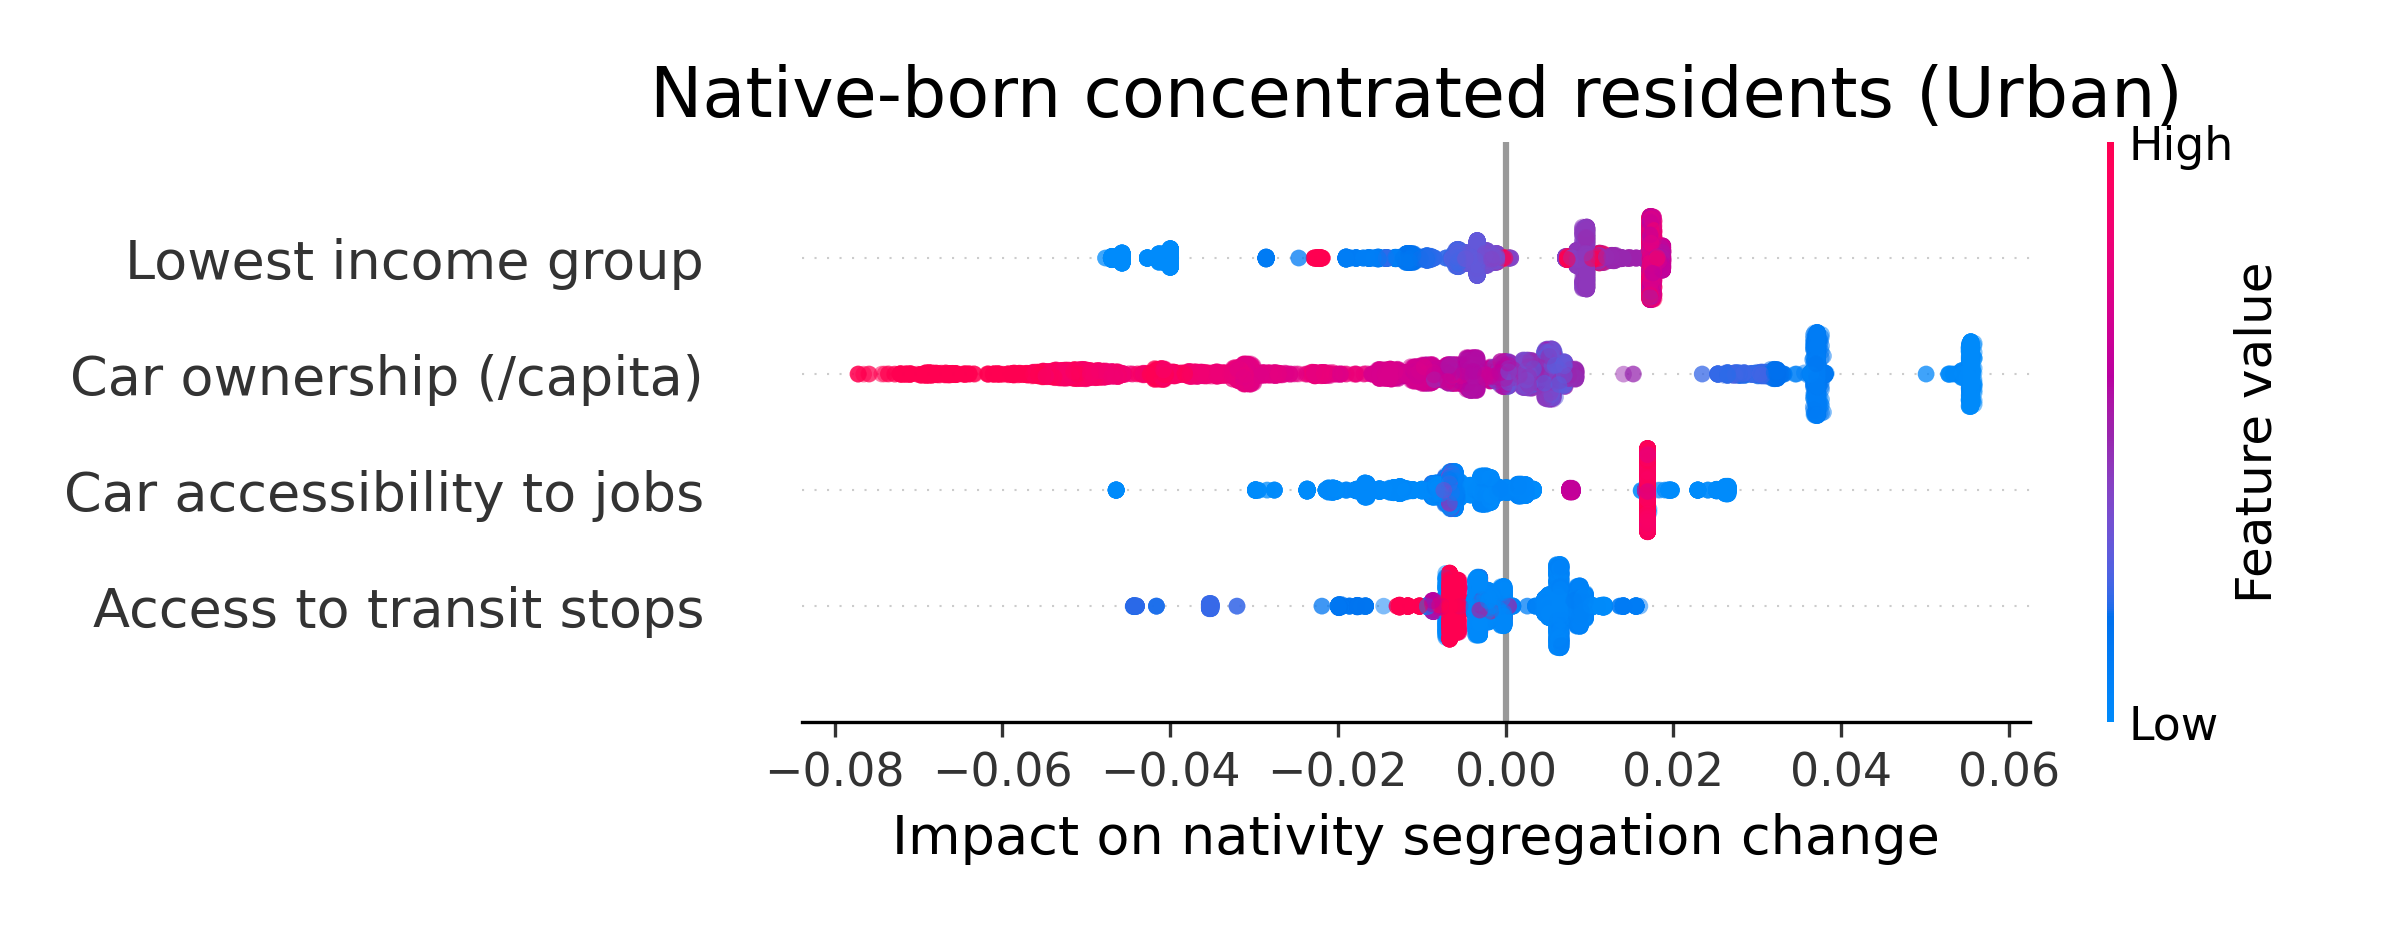 Native-born concentrated residents (Urban)
High
Lowest income group
Car ownership (/capita)
Car accessibility to jobs
Access to transit stops
Feature value
Low
−0.08 −0.06 −0.04 −0.02 0.00 0.02 0.04 0.06
Impact on nativity segregation change